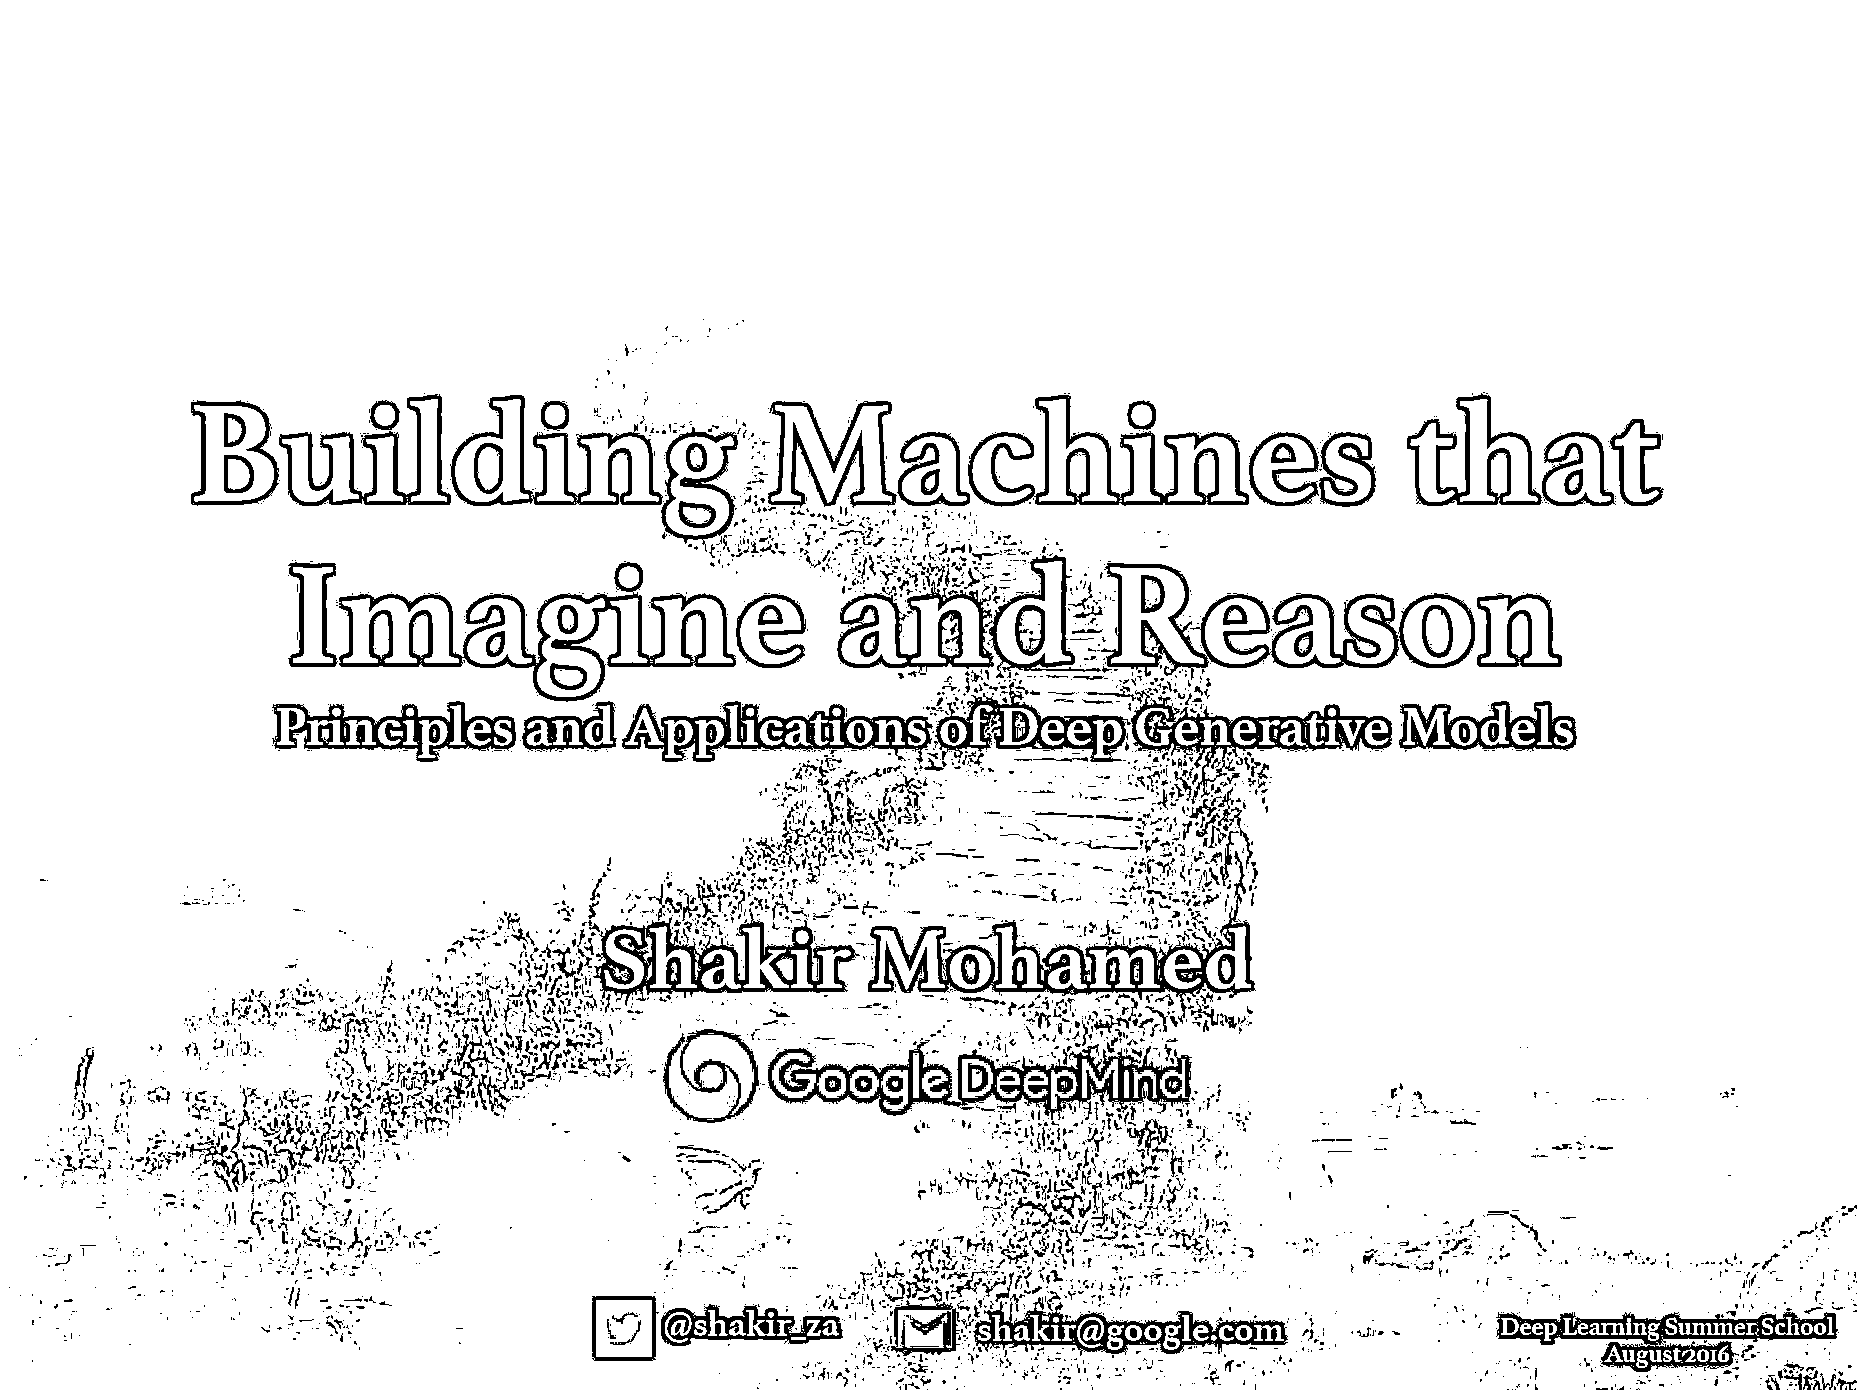 Building Machines that
Imagine and Reason
Principles and Applications of Deep Generative Models
Shakir Mohamed
Google DeepMind
@shakir_za
shakir@google.com
Deep Learning Summer School
August 2016